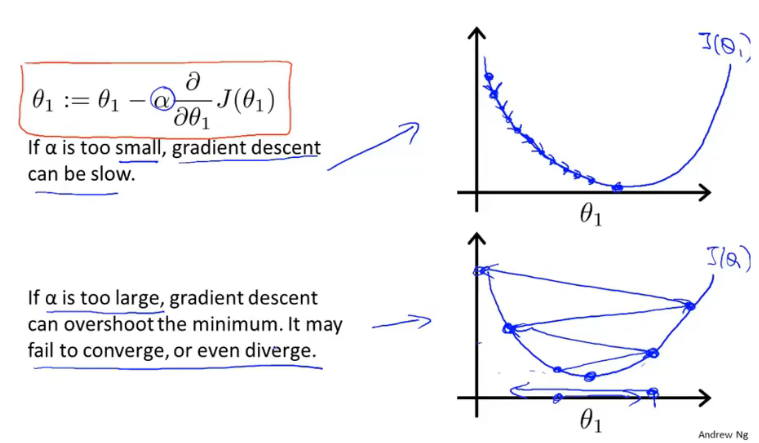 θ₁ := θ₁ − α ∂/∂θ₁ J(θ₁)
If α is too small, gradient descent
can be slow.
J(θ₁)
θ₁
If α is too large, gradient descent
can overshoot the minimum. It may
fail to converge, or even diverge.
J(θ₁)
θ₁
Andrew Ng